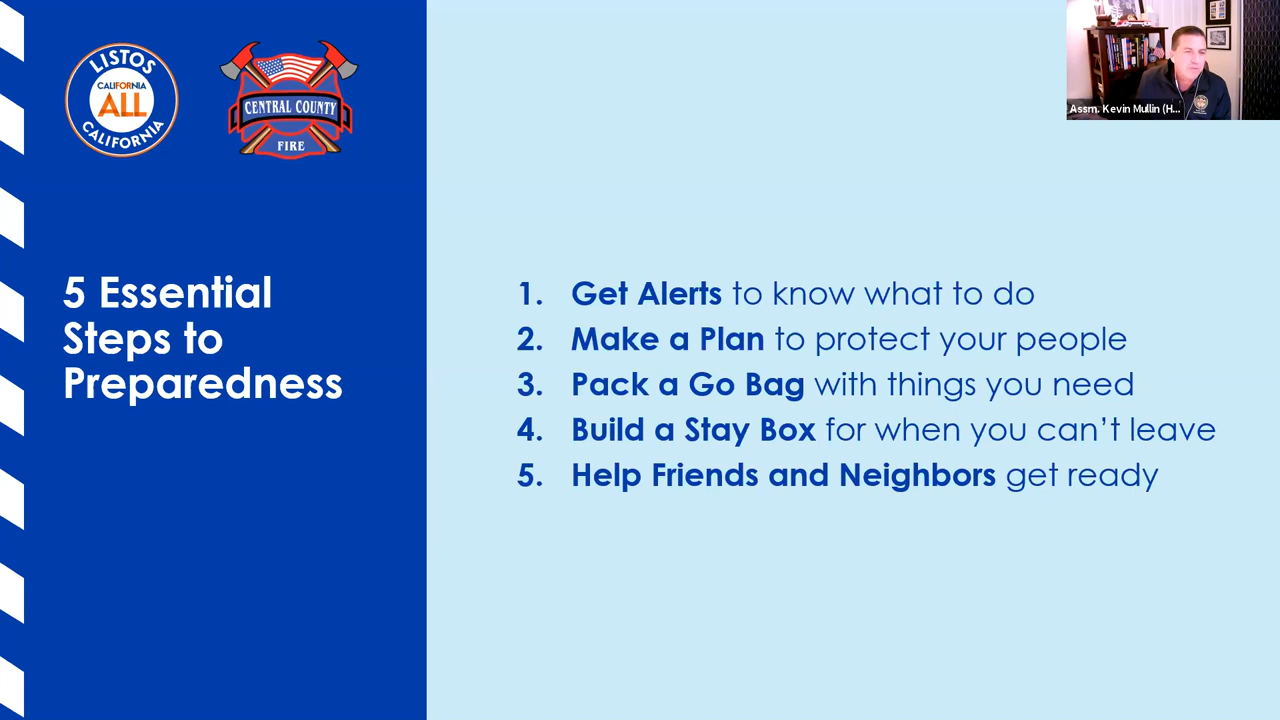 LISTOS
CALIFORNIA
ALL
CALIFORNIA
CENTRAL COUNTY
FIRE
Assm. Kevin Mullin (H...
5 Essential
Steps to
Preparedness
1. Get Alerts to know what to do
2. Make a Plan to protect your people
3. Pack a Go Bag with things you need
4. Build a Stay Box for when you can’t leave
5. Help Friends and Neighbors get ready